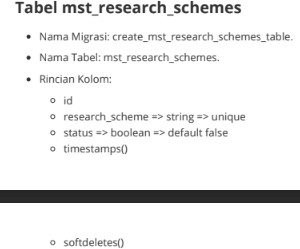 Tabel mst_research_schemes
Nama Migrasi: create_mst_research_schemes_table.
Nama Tabel: mst_research_schemes.
Rincian Kolom:
id
research_scheme => string => unique
status => boolean => default false
timestamps()
softdeletes()